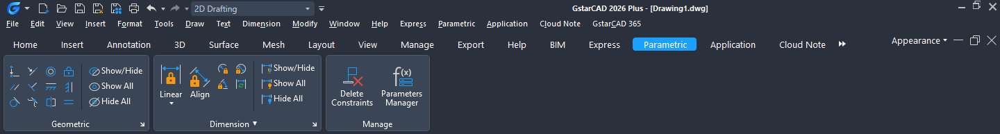 2D Drafting
GstarCAD 2026 Plus - [Drawing1.dwg]
File Edit View Insert Format Tools Draw Text Dimension Modify Window Help Express Parametric Application Cloud Note GstarCAD 365
Home Insert Annotation 3D Surface Mesh Layout View Manage Export Help BIM Express Parametric Application Cloud Note Appearance
Show/Hide
Show All
Hide All
Geometric
Linear
Align
Show/Hide
Show All
Hide All
Dimension
Delete
Constraints
f(x)
Parameters
Manager
Manage